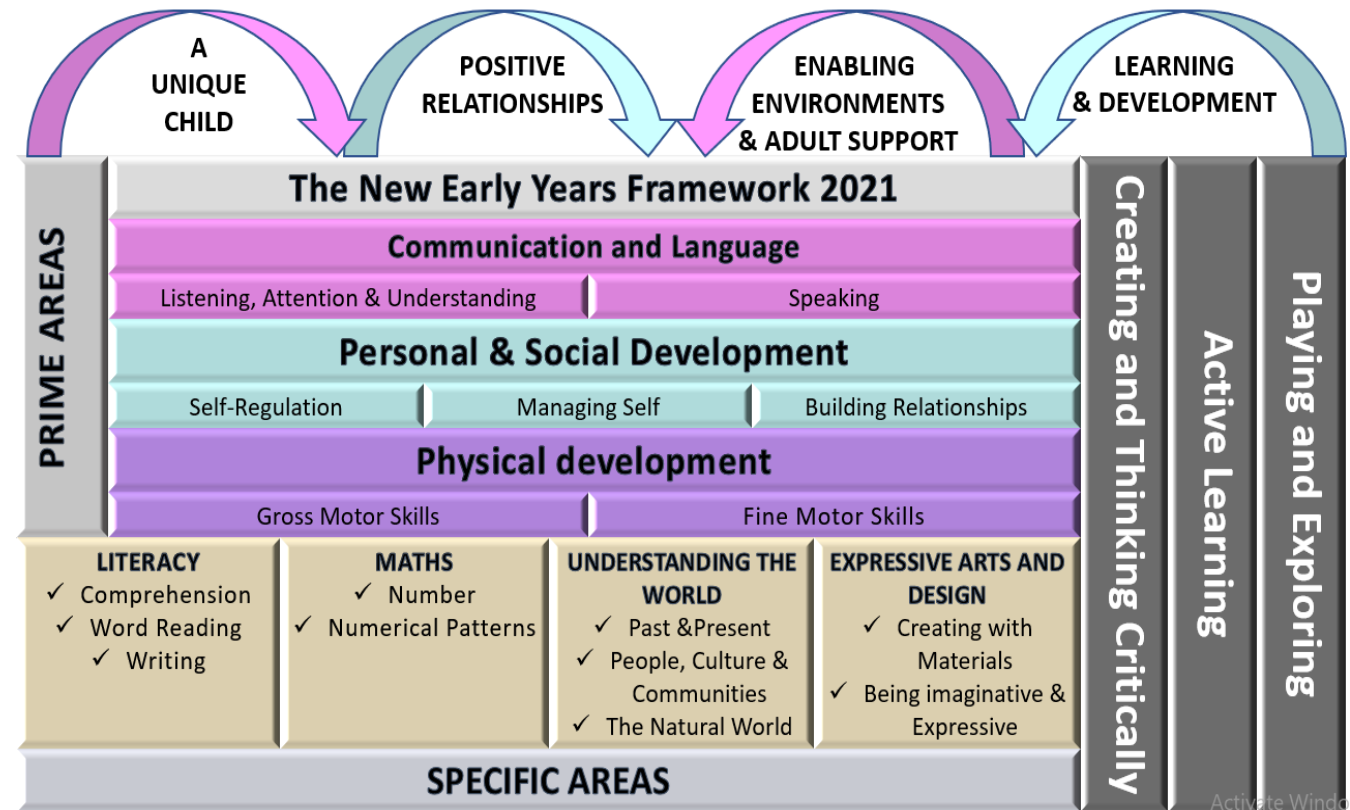 A
UNIQUE
CHILD
POSITIVE
RELATIONSHIPS
ENABLING
ENVIRONMENTS
& ADULT SUPPORT
LEARNING
& DEVELOPMENT
PRIME AREAS
The New Early Years Framework 2021
Communication and Language
Listening, Attention & Understanding
Speaking
Personal & Social Development
Self-Regulation
Managing Self
Building Relationships
Physical development
Gross Motor Skills
Fine Motor Skills
LITERACY
✓ Comprehension
✓ Word Reading
✓ Writing
MATHS
✓ Number
✓ Numerical Patterns
UNDERSTANDING THE
WORLD
✓ Past &Present
✓ People, Culture &
Communities
✓ The Natural World
EXPRESSIVE ARTS AND
DESIGN
✓ Creating with
Materials
✓ Being imaginative &
Expressive
SPECIFIC AREAS
Creating and Thinking Critically
Active Learning
Playing and Exploring
Activate